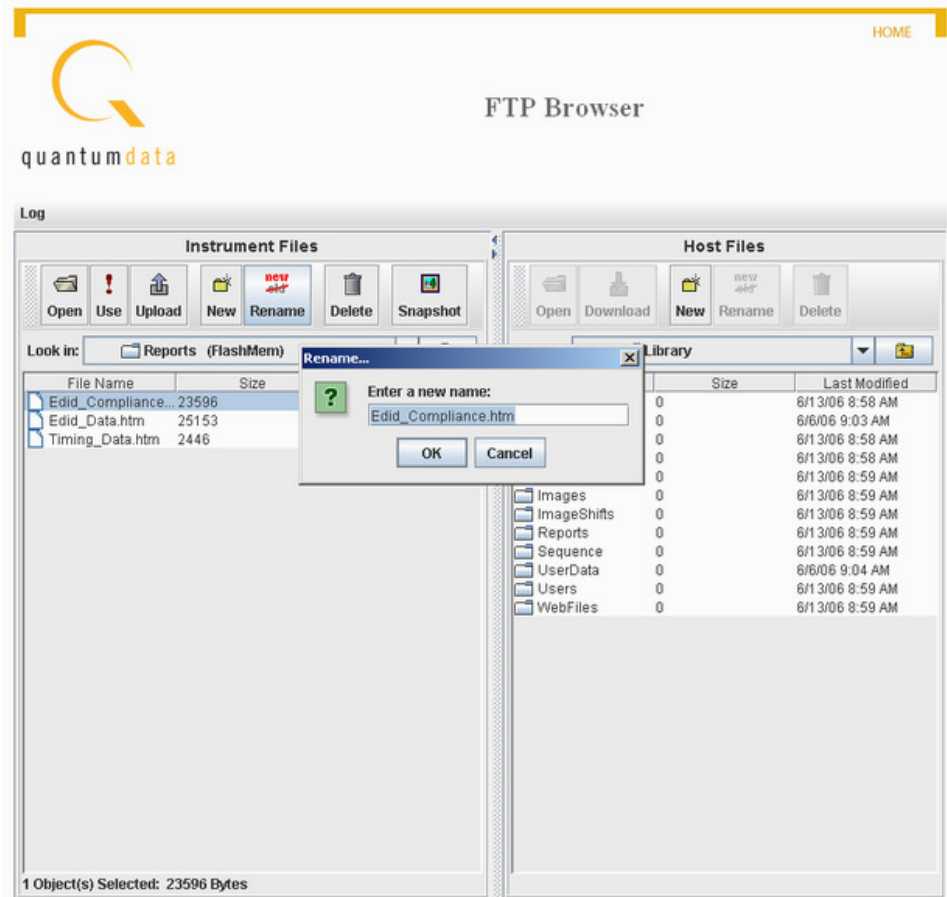 HOME
FTP Browser
quantumdata
Log
Instrument Files
Host Files
Open Use Upload New new old Rename Delete Snapshot
Open Download New new old Rename Delete
Look in: Reports (FlashMem)
Library
File Name Size
Size Last Modified
Edid_Compliance... 23596
Edid_Data.htm 25153
Timing_Data.htm 2446
Rename...
?
Enter a new name:
Edid_Compliance.htm
OK Cancel
0 6/13/06 8:58 AM
0 6/6/06 9:03 AM
0 6/13/06 8:58 AM
0 6/13/06 8:58 AM
0 6/13/06 8:59 AM
Images 0 6/13/06 8:59 AM
ImageShifts 0 6/13/06 8:59 AM
Reports 0 6/13/06 8:59 AM
Sequence 0 6/13/06 8:59 AM
UserData 0 6/6/06 9:04 AM
Users 0 6/13/06 8:59 AM
WebFiles 0 6/13/06 8:59 AM
1 Object(s) Selected: 23596 Bytes